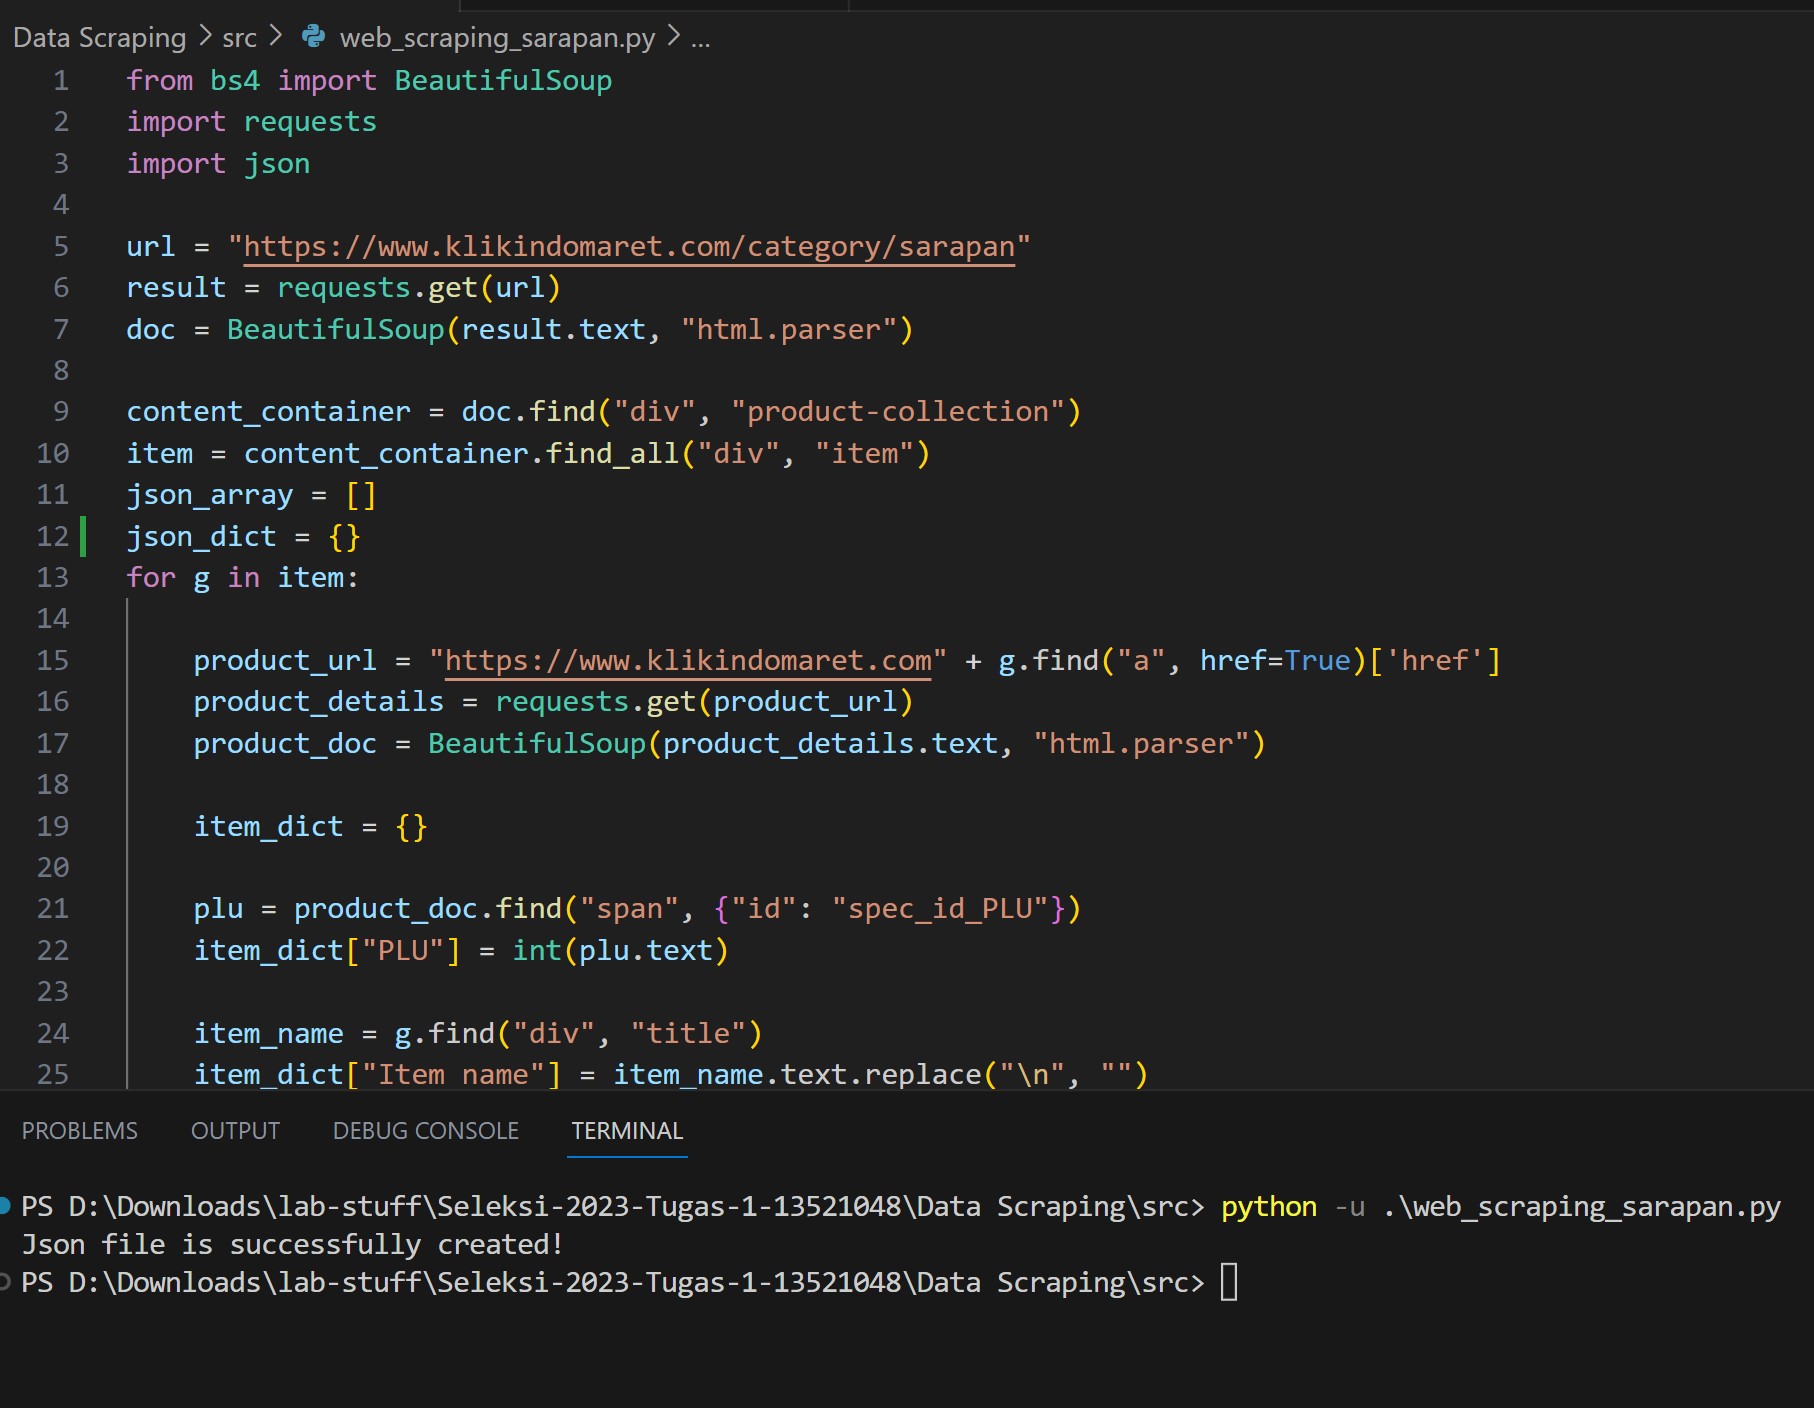 Data Scraping > src > web_scraping_sarapan.py > ...
1 from bs4 import BeautifulSoup
2 import requests
3 import json
4
5 url = "https://www.klikindomaret.com/category/sarapan"
6 result = requests.get(url)
7 doc = BeautifulSoup(result.text, "html.parser")
8
9 content_container = doc.find("div", "product-collection")
10 item = content_container.find_all("div", "item")
11 json_array = []
12 json_dict = {}
13 for g in item:
14
15     product_url = "https://www.klikindomaret.com" + g.find("a", href=True)['href']
16     product_details = requests.get(product_url)
17     product_doc = BeautifulSoup(product_details.text, "html.parser")
18
19     item_dict = {}
20
21     plu = product_doc.find("span", {"id": "spec_id_PLU"})
22     item_dict["PLU"] = int(plu.text)
23
24     item_name = g.find("div", "title")
25     item_dict["Item name"] = item_name.text.replace("\n", "")
PROBLEMS OUTPUT DEBUG CONSOLE TERMINAL
PS D:\Downloads\lab-stuff\Seleksi-2023-Tugas-1-13521048\Data Scraping\src> python -u .\web_scraping_sarapan.py
Json file is successfully created!
PS D:\Downloads\lab-stuff\Seleksi-2023-Tugas-1-13521048\Data Scraping\src>